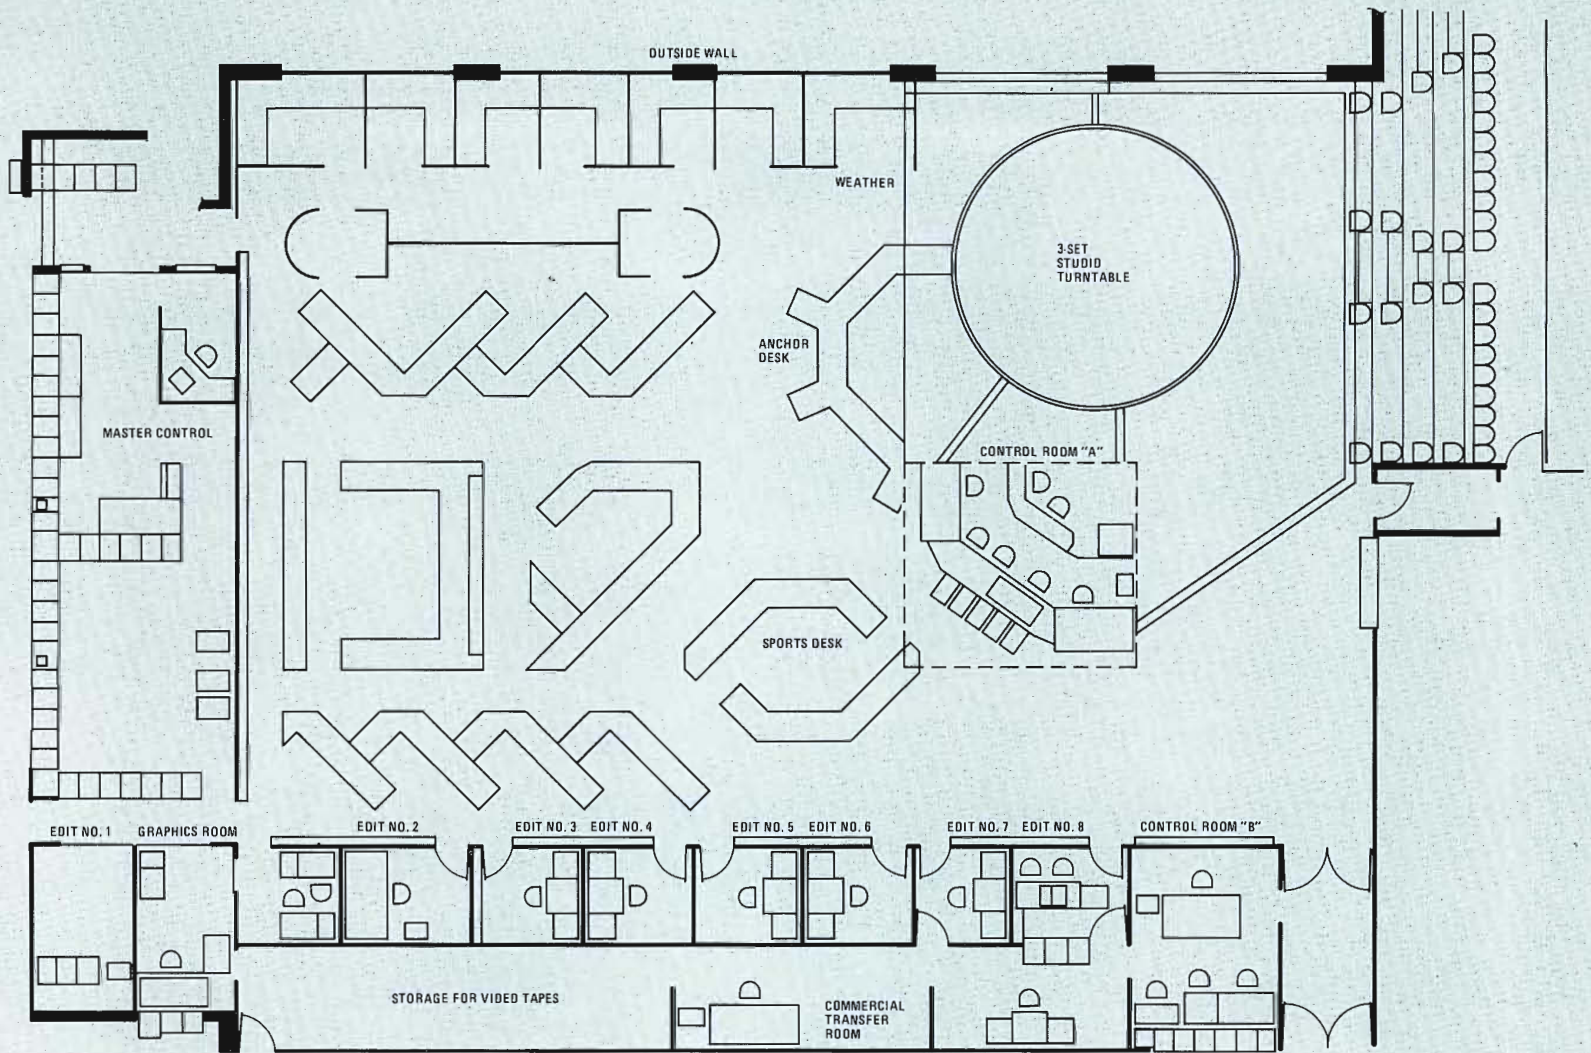 OUTSIDE WALL
WEATHER
3-SET
STUDIO
TURNTABLE
ANCHOR
DESK
MASTER CONTROL
CONTROL ROOM "A"
SPORTS DESK
EDIT NO. 1
GRAPHICS ROOM
EDIT NO. 2
EDIT NO. 3
EDIT NO. 4
EDIT NO. 5
EDIT NO. 6
EDIT NO. 7
EDIT NO. 8
CONTROL ROOM "B"
STORAGE FOR VIDEO TAPES
COMMERCIAL
TRANSFER
ROOM